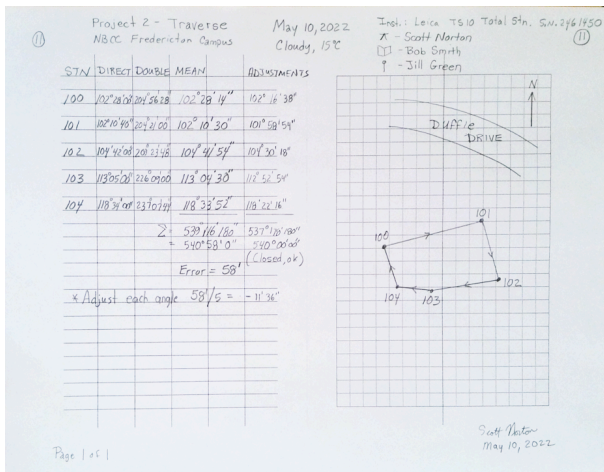 Project 2 - Traverse
NBCC Fredericton Campus
May 10, 2022
Cloudy, 15°C
Inst.: Leica TS10 Total Stn. S.N. 2461450
- Scott Norton
- Bob Smith
- Jill Green
11
11
STN DIRECT DOUBLE MEAN ADJUSTMENTS
100 102°28'08" 204°56'28" 102°28'14" 102°16'38"
101 102°10'40" 204°21'00" 102°10'30" 101°58'54"
102 104°42'08" 209°23'48" 104°41'54" 104°30'18"
103 113°05'08" 226°09'00" 113°04'30" 112°52'54"
104 118°34'00" 237°07'44" 118°33'52" 118°22'16"
Σ = 539°116'180" 537°178'180"
= 540°58'0" 540°00'00"
(Closed, ok)
Error = 58'
* Adjust each angle 58'/5 = - 11'36"
N
Duffie
DRIVE
100
101
102
103
104
Scott Norton
May 10, 2022
Page 1 of 1